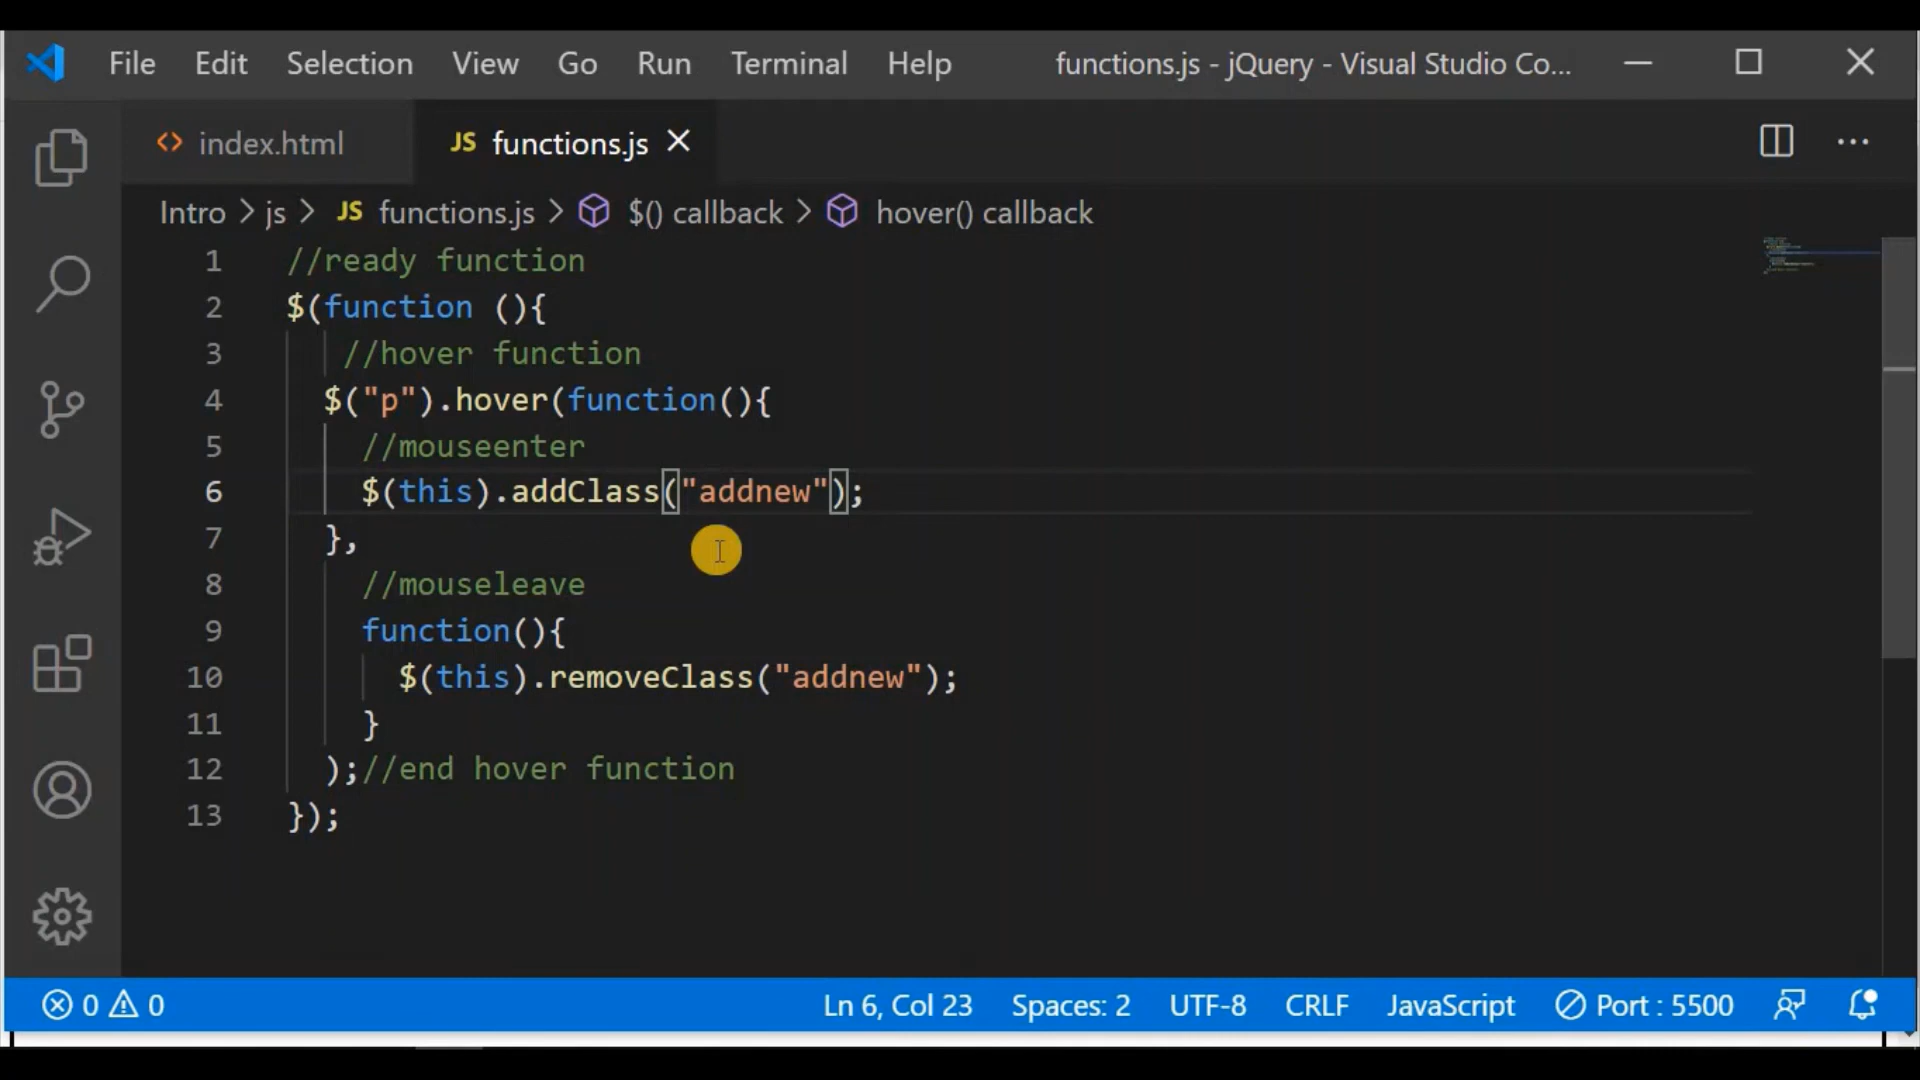 File Edit Selection View Go Run Terminal Help functions.js - jQuery - Visual Studio Co...
<> index.html JS functions.js
Intro > js > JS functions.js > $() callback > hover() callback
1 //ready function
2 $(function (){
3 //hover function
4 $("p").hover(function(){
5 //mouseenter
6 $(this).addClass("addnew");
7 },
8 //mouseleave
9 function(){
10 $(this).removeClass("addnew");
11 }
12 );//end hover function
13 });
0 0 Ln 6, Col 23 Spaces: 2 UTF-8 CRLF JavaScript Port : 5500